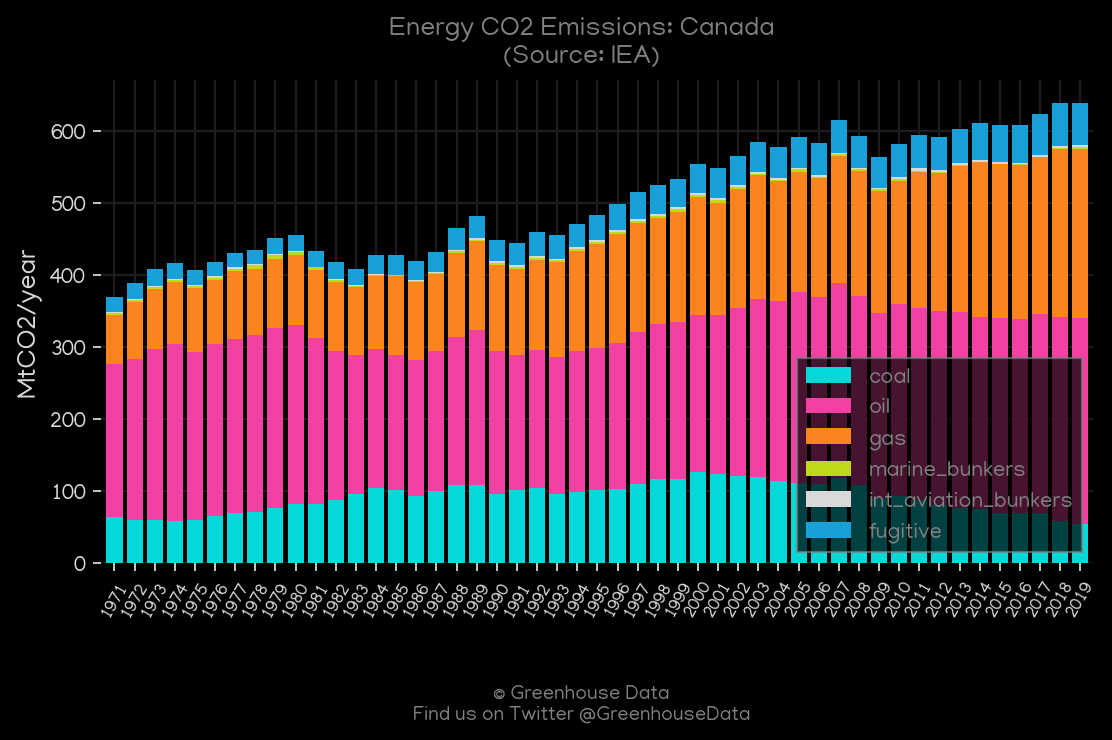 Energy CO2 Emissions: Canada
(Source: IEA)
MtCO2/year
600
500
400
300
200
100
0
coal
oil
gas
marine_bunkers
int_aviation_bunkers
fugitive
1971 1972 1973 1974 1975 1976 1977 1978 1979 1980 1981 1982 1983 1984 1985 1986 1987 1988 1989 1990 1991 1992 1993 1994 1995 1996 1997 1998 1999 2000 2001 2002 2003 2004 2005 2006 2007 2008 2009 2010 2011 2012 2013 2014 2015 2016 2017 2018 2019
© Greenhouse Data
Find us on Twitter @GreenhouseData